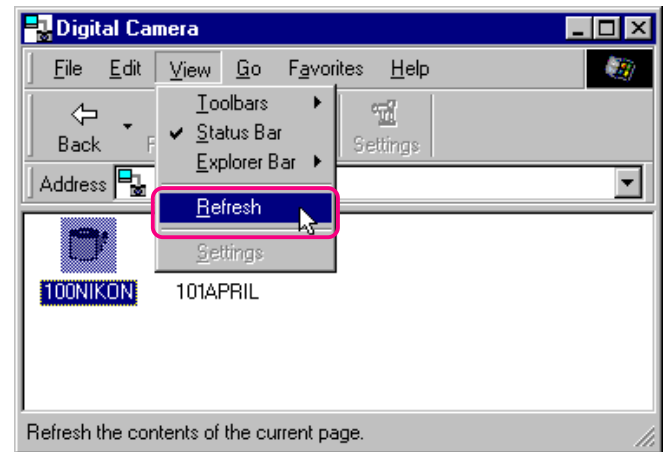 Digital Camera
File Edit View Go Favorites Help
Back Settings
Toolbars
Status Bar
Explorer Bar
Address
Refresh
Settings
100NIKON 101APRIL
Refresh the contents of the current page.